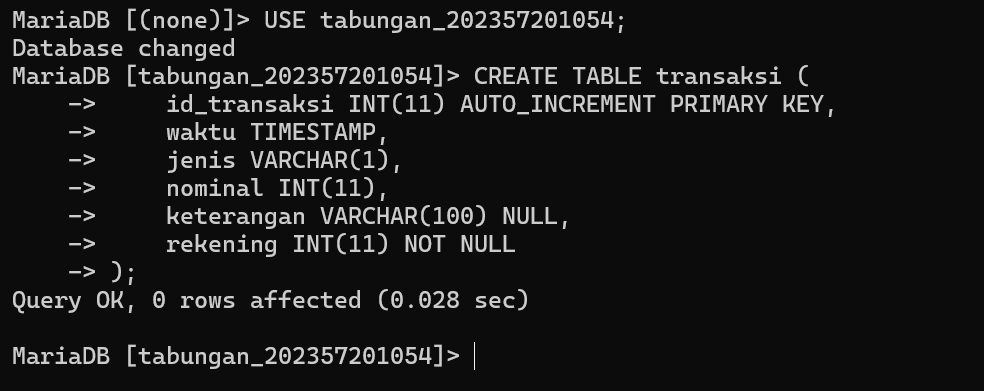 MariaDB [(none)]> USE tabungan_202357201054;
Database changed
MariaDB [tabungan_202357201054]> CREATE TABLE transaksi (
    ->     id_transaksi INT(11) AUTO_INCREMENT PRIMARY KEY,
    ->     waktu TIMESTAMP,
    ->     jenis VARCHAR(1),
    ->     nominal INT(11),
    ->     keterangan VARCHAR(100) NULL,
    ->     rekening INT(11) NOT NULL
    -> );
Query OK, 0 rows affected (0.028 sec)
MariaDB [tabungan_202357201054]>